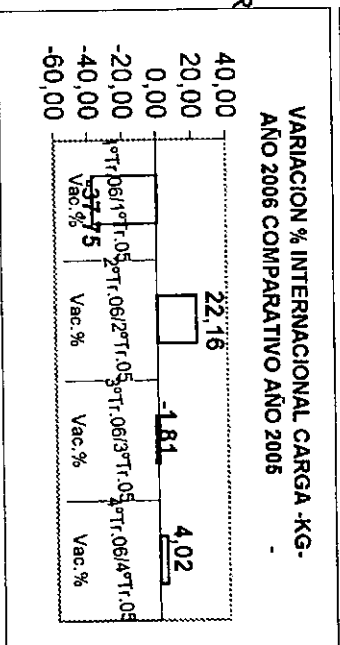 VARIACION % INTERNACIONAL CARGA -KG-
AÑO 2006 COMPARATIVO AÑO 2005 -
40,00
20,00
0,00
-20,00
-40,00
-60,00
22,16
-1,81
4,02
-37,75
1ºTr.06/1ºTr.05 2ºTr.06/2ºTr.05 3ºTr.06/3ºTr.05 4ºTr.06/4ºTr.05
Vac.% Vac.% Vac.% Vac.%